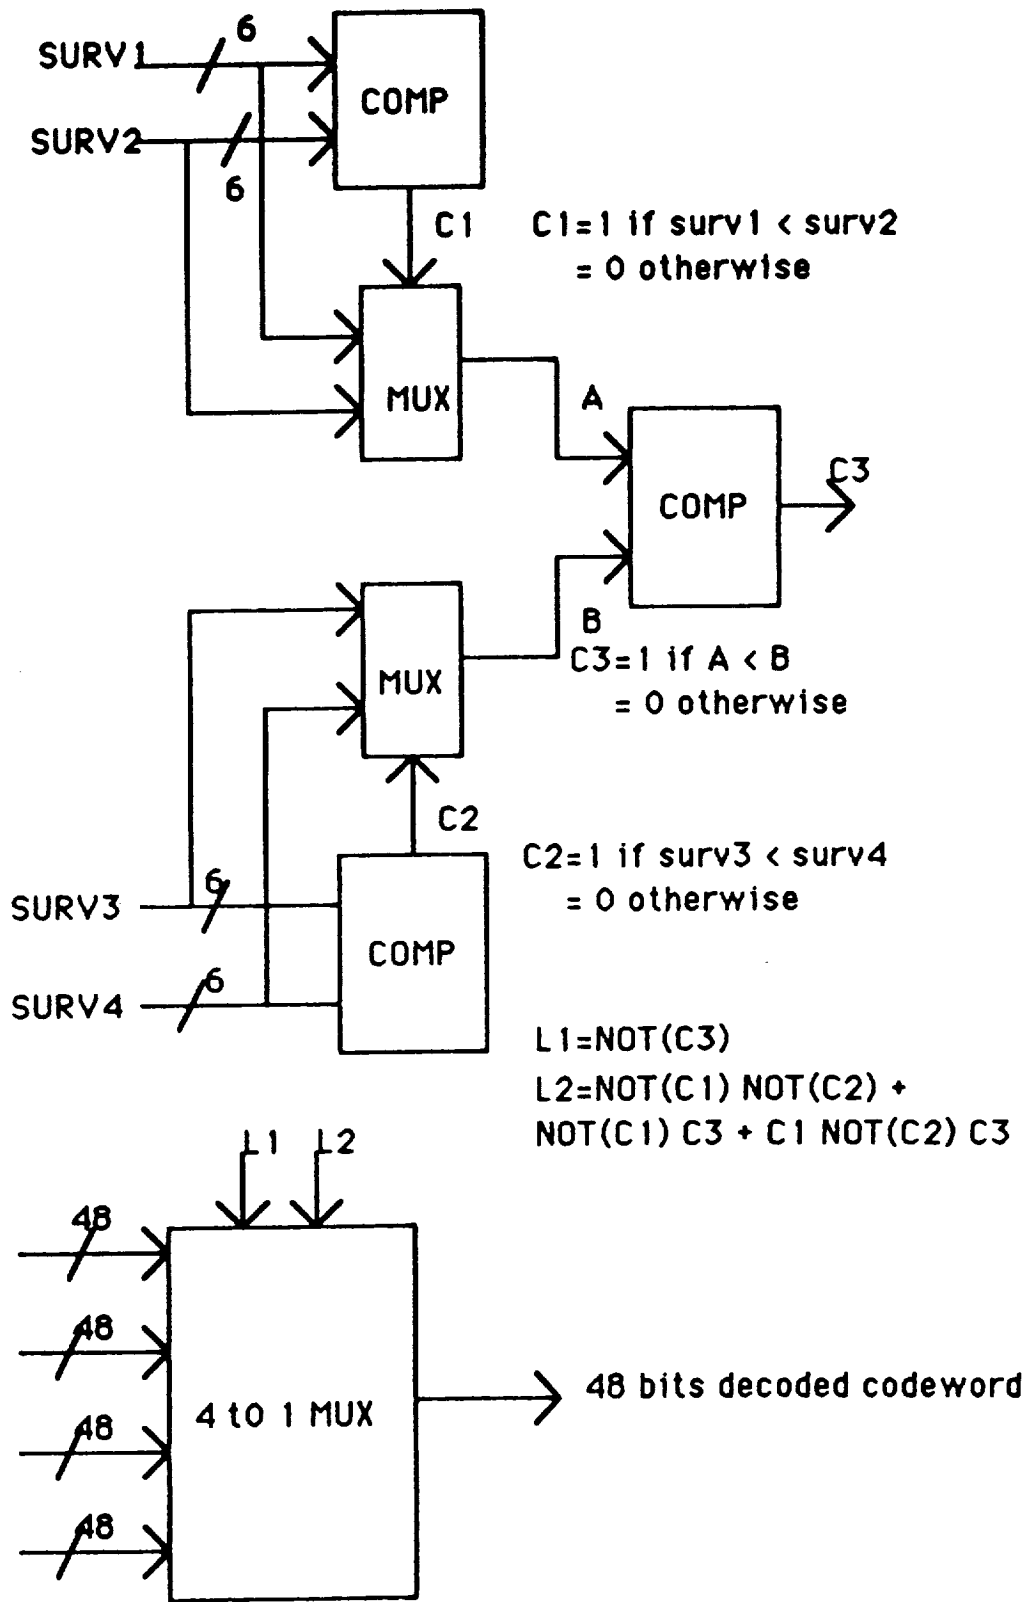 6
SURV1
COMP
SURV2
6
C1
C1=1 if surv1 < surv2
= 0 otherwise
MUX
A
C3
COMP
B
MUX
C3=1 if A < B
= 0 otherwise
C2
C2=1 if surv3 < surv4
= 0 otherwise
6
SURV3
COMP
6
SURV4
L1=NOT(C3)
L2=NOT(C1) NOT(C2) +
NOT(C1) C3 + C1 NOT(C2) C3
L1 L2
48
48
48 bits decoded codeword
4 to 1 MUX
48
48